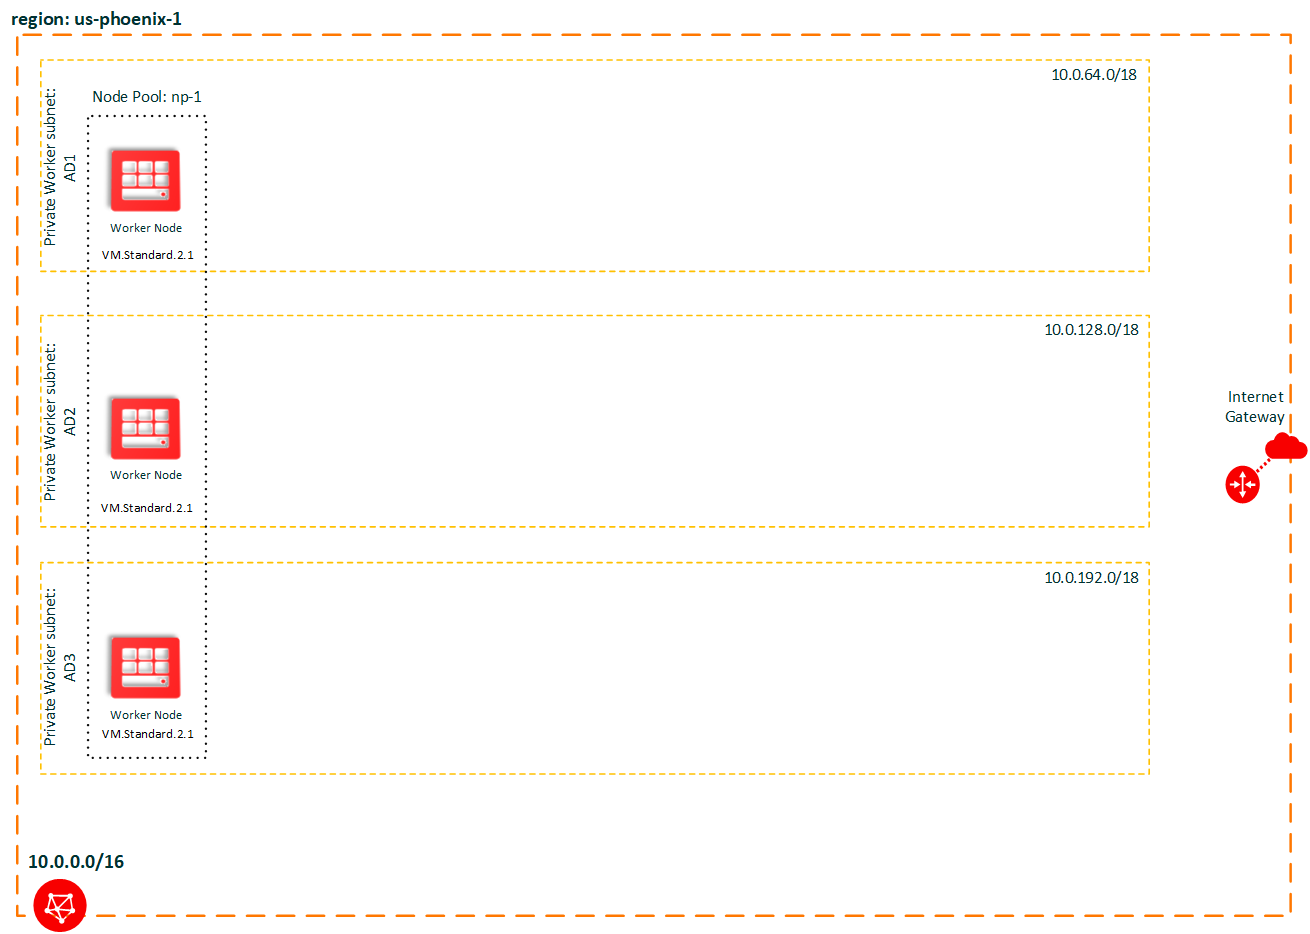 region: us-phoenix-1
10.0.64.0/18
Private Worker subnet:
AD1
Node Pool: np-1
Worker Node
VM.Standard.2.1
10.0.128.0/18
Private Worker subnet:
AD2
Worker Node
VM.Standard.2.1
Internet
Gateway
10.0.192.0/18
Private Worker subnet:
AD3
Worker Node
VM.Standard.2.1
10.0.0.0/16